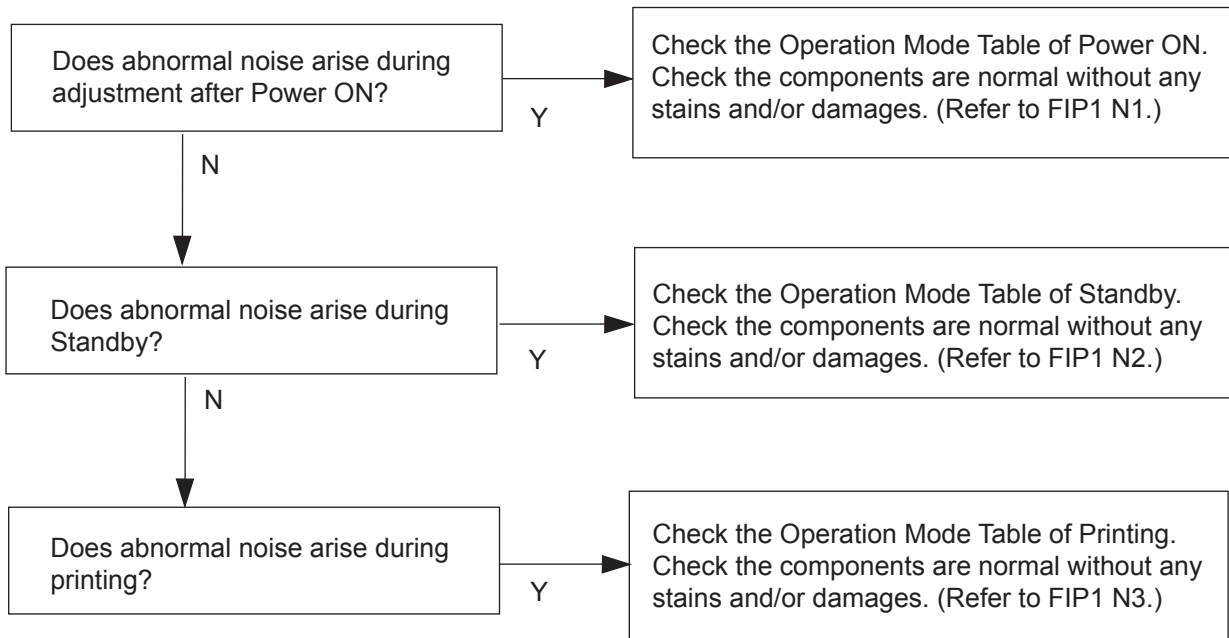 Does abnormal noise arise during
adjustment after Power ON?
Y
Check the Operation Mode Table of Power ON.
Check the components are normal without any
stains and/or damages. (Refer to FIP1 N1.)
N
Does abnormal noise arise during
Standby?
Y
Check the Operation Mode Table of Standby.
Check the components are normal without any
stains and/or damages. (Refer to FIP1 N2.)
N
Does abnormal noise arise during
printing?
Y
Check the Operation Mode Table of Printing.
Check the components are normal without any
stains and/or damages. (Refer to FIP1 N3.)